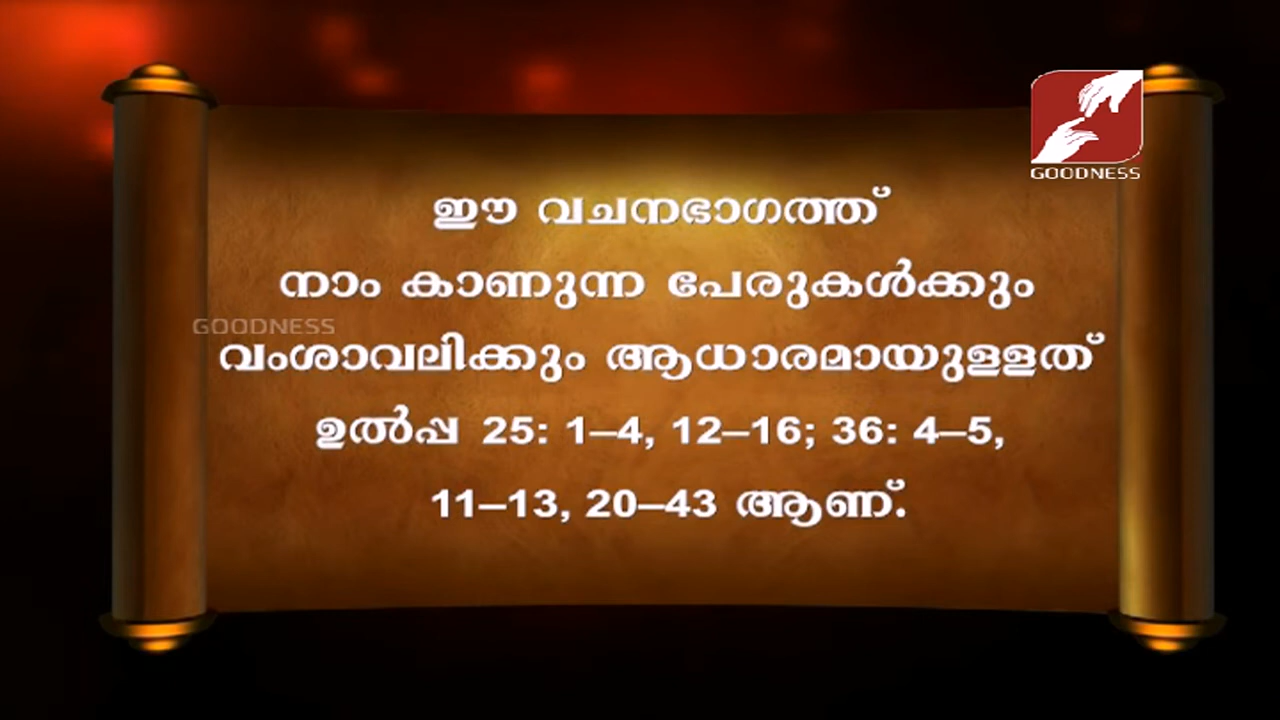 GOODNESS
ഈ വചനഭാഗത്ത്
നാം കാണുന്ന പേരുകൾക്കും
GOODNESS
വംശാവലിക്കും ആധാരമായുള്ളത്
ഉൽപ്പ 25: 1–4, 12–16; 36: 4–5,
11–13, 20–43 ആണ്.